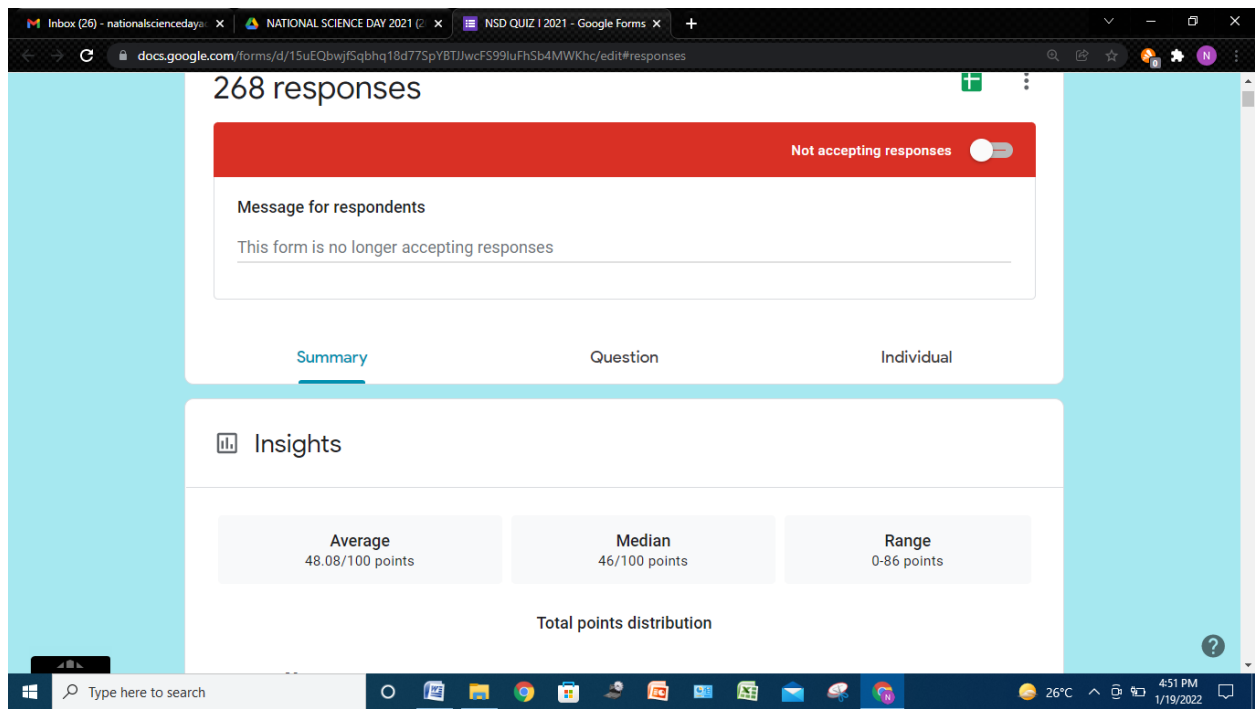 Inbox (26) - nationalsciencedayac
NATIONAL SCIENCE DAY 2021 (2
NSD QUIZ I 2021 - Google Forms
docs.google.com/forms/d/15uEQbwjfSqbhq18d77SpYBTJJwcFS99IuFhSb4MWKhc/edit#responses
N
268 responses
Not accepting responses
Message for respondents
This form is no longer accepting responses
Summary Question Individual
Insights
Average Median Range
48.08/100 points 46/100 points 0-86 points
Total points distribution
Type here to search
26°C
4:51 PM
1/19/2022